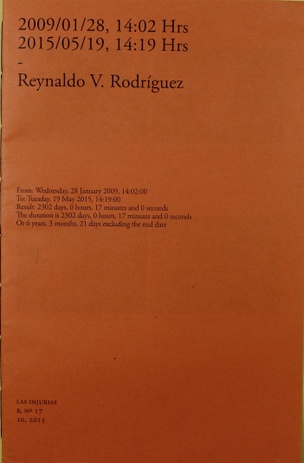 2009/01/28, 14:02 Hrs
2015/05/19, 14:19 Hrs
-
Reynaldo V. Rodríguez
From: Wednesday, 28 January 2009, 14:02:00
To: Tuesday, 19 May 2015, 14:19:00
Result: 2302 days, 0 hours, 17 minutes and 0 seconds
The duration is 2302 days, 0 hours, 17 minutes and 0 seconds
Or 6 years, 3 months, 21 days excluding the end date
LAS INJURIAS
R, Nº 17
10, 2015